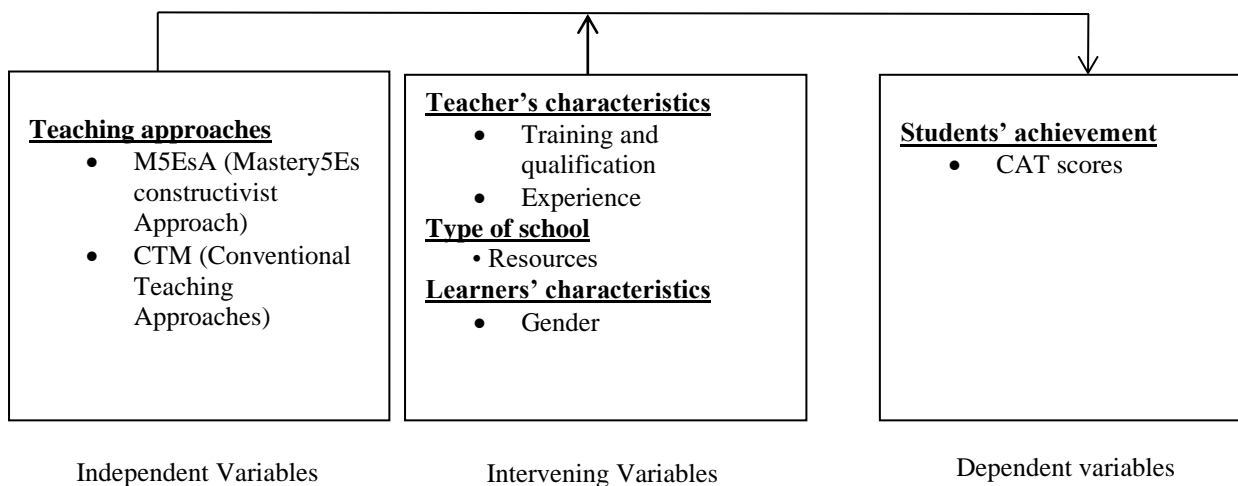 Teaching approaches
• M5EsA (Mastery5Es
constructivist
Approach)
• CTM (Conventional
Teaching
Approaches)
Teacher’s characteristics
• Training and
qualification
• Experience
Type of school
• Resources
Learners’ characteristics
• Gender
Students’ achievement
• CAT scores
Independent Variables
Intervening Variables
Dependent variables